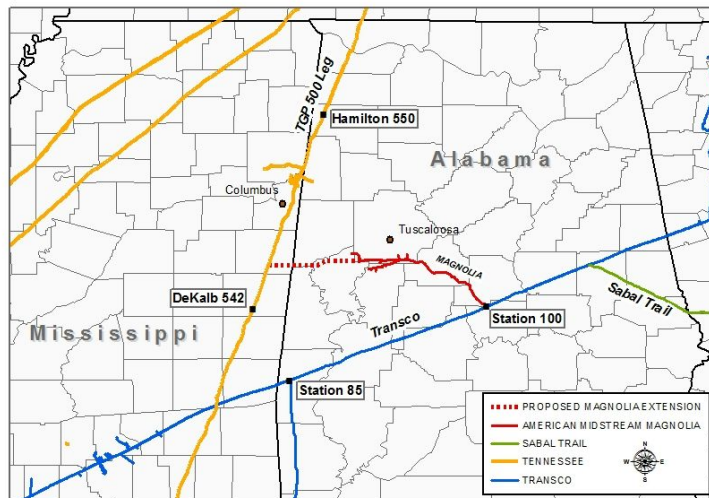 TGP 500 Leg
Hamilton 550
Alabama
Columbus
Tuscaloosa
MAGNOLIA
DeKalb 542
Sabal Trail
Mississippi
Transco
Station 100
Station 85
PROPOSED MAGNOLIA EXTENSION
AMERICAN MIDSTREAM MAGNOLIA
SABAL TRAIL
TENNESSEE
TRANSCO
N
W E
S